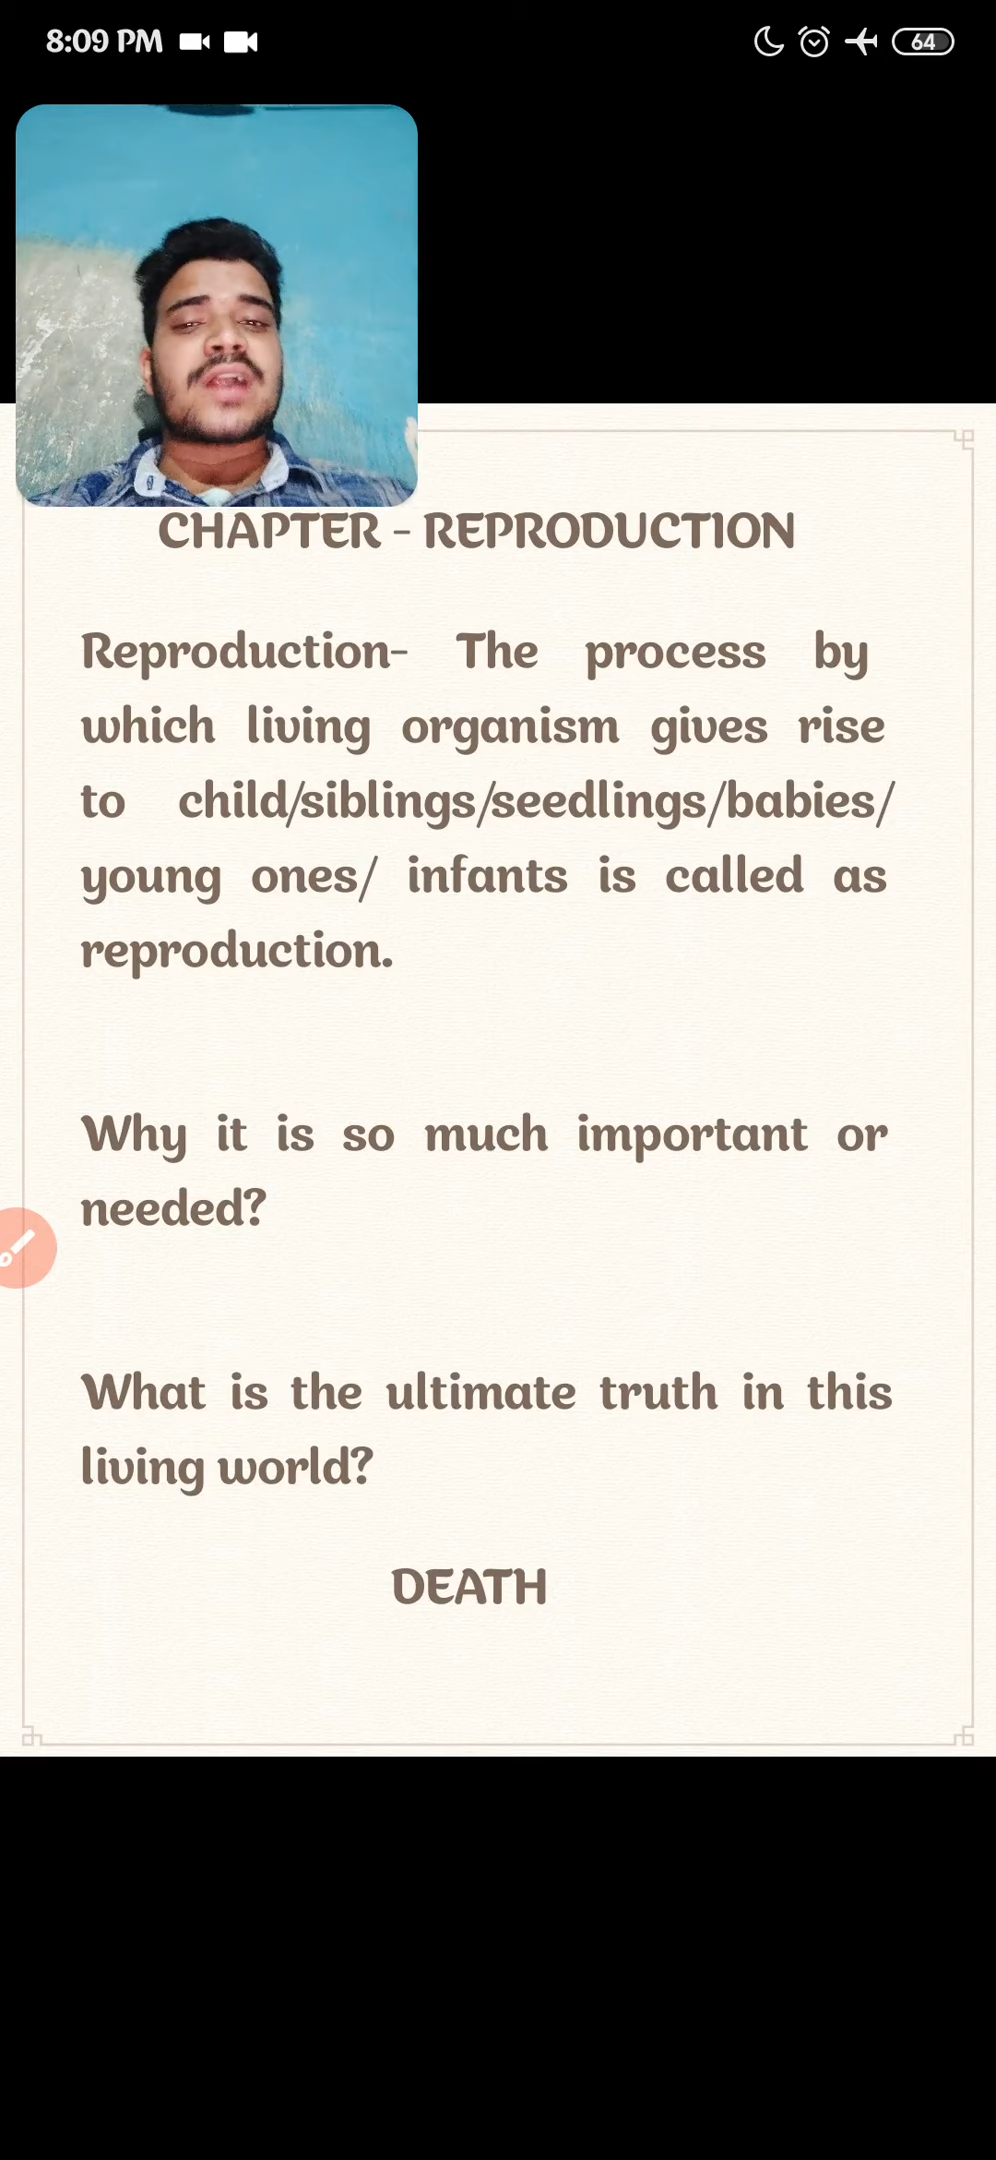 8:09 PM
64
CHAPTER - REPRODUCTION
Reproduction- The process by
which living organism gives rise
to child/siblings/seedlings/babies/
young ones/ infants is called as
reproduction.
Why it is so much important or
needed?
What is the ultimate truth in this
living world?
DEATH